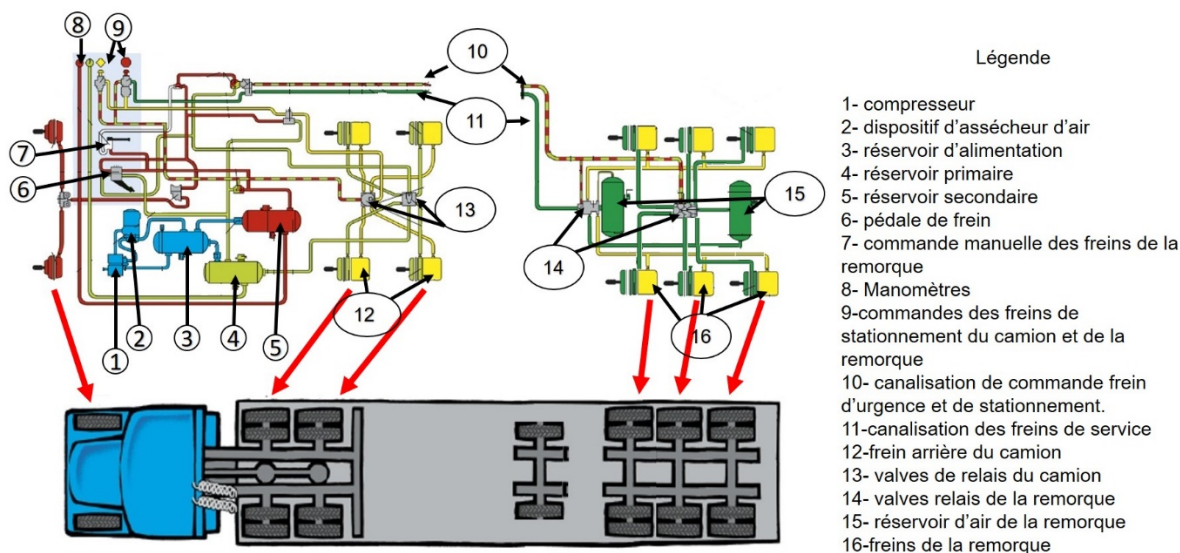 8
9
10
11
7
6
13
15
14
12
16
1
2
3
4
5
Légende
1- compresseur
2- dispositif d’assécheur d’air
3- réservoir d’alimentation
4- réservoir primaire
5- réservoir secondaire
6- pédale de frein
7- commande manuelle des freins de la
remorque
8- Manomètres
9-commandes des freins de
stationnement du camion et de la
remorque
10- canalisation de commande frein
d’urgence et de stationnement.
11-canalisation des freins de service
12-frein arrière du camion
13- valves de relais du camion
14- valves relais de la remorque
15- réservoir d’air de la remorque
16-freins de la remorque